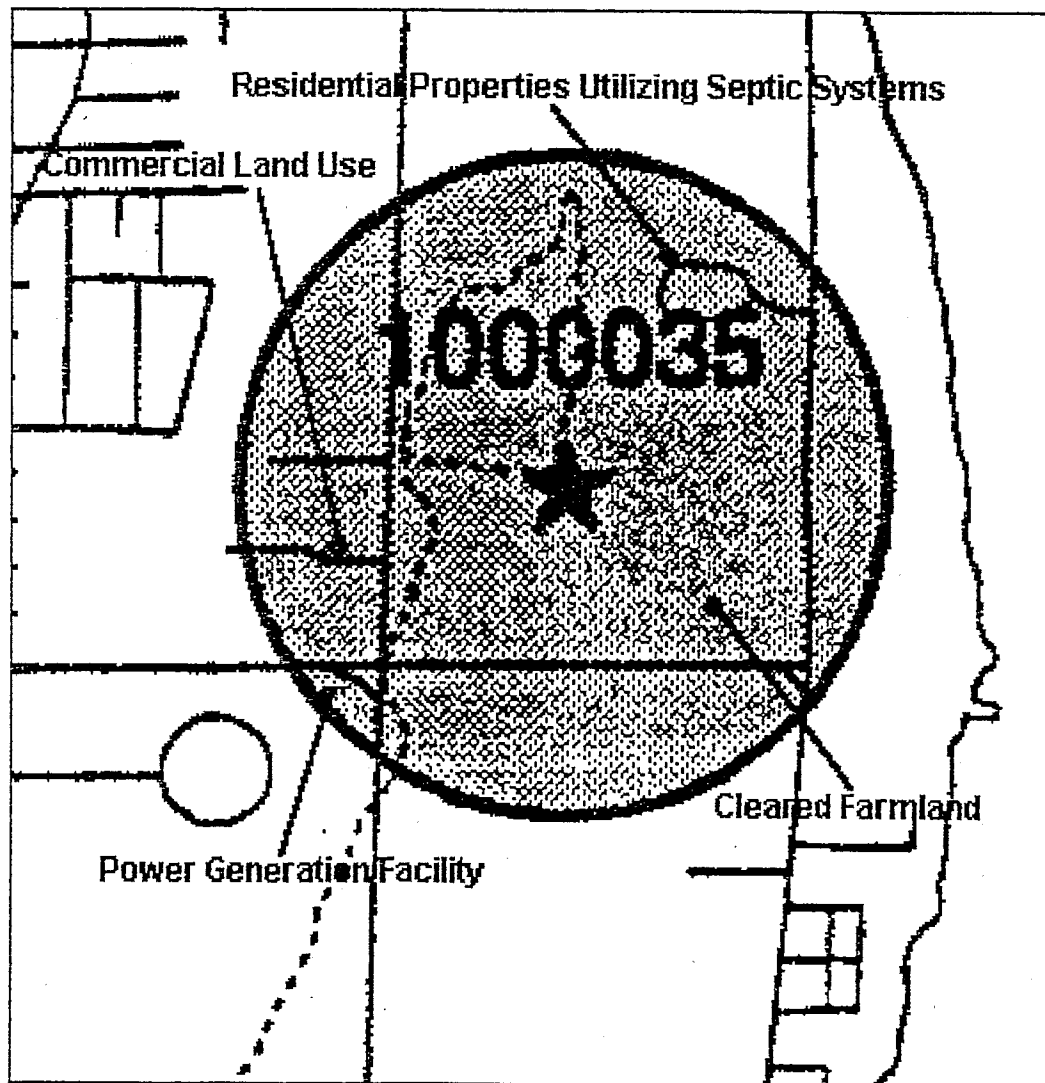 Residential Properties Utilizing Septic Systems
Commercial Land Use
1000035
Cleared Farmland
Power Generation Facility